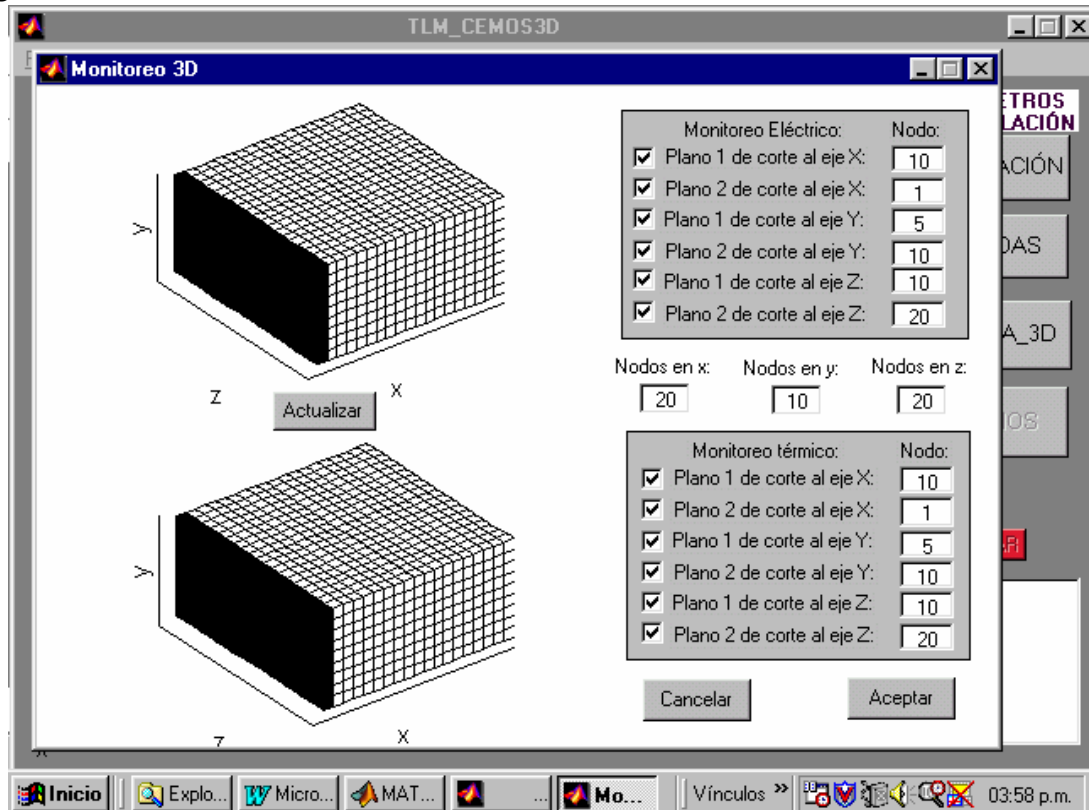 TLM_CEMOS3D
Monitoreo 3D
ETROS
LACIÓN
ACIÓN
DAS
A_3D
IOS
AR
y
Z
X
Actualizar
y
Z
X
Monitoreo Eléctrico: Nodo:
Plano 1 de corte al eje X: 10
Plano 2 de corte al eje X: 1
Plano 1 de corte al eje Y: 5
Plano 2 de corte al eje Y: 10
Plano 1 de corte al eje Z: 10
Plano 2 de corte al eje Z: 20
Nodos en x: Nodos en y: Nodos en z:
20 10 20
Monitoreo térmico: Nodo:
Plano 1 de corte al eje X: 10
Plano 2 de corte al eje X: 1
Plano 1 de corte al eje Y: 5
Plano 2 de corte al eje Y: 10
Plano 1 de corte al eje Z: 10
Plano 2 de corte al eje Z: 20
Cancelar Aceptar
Inicio Explo... Micro... MAT... ... Mo... Vínculos » 03:58 p.m.